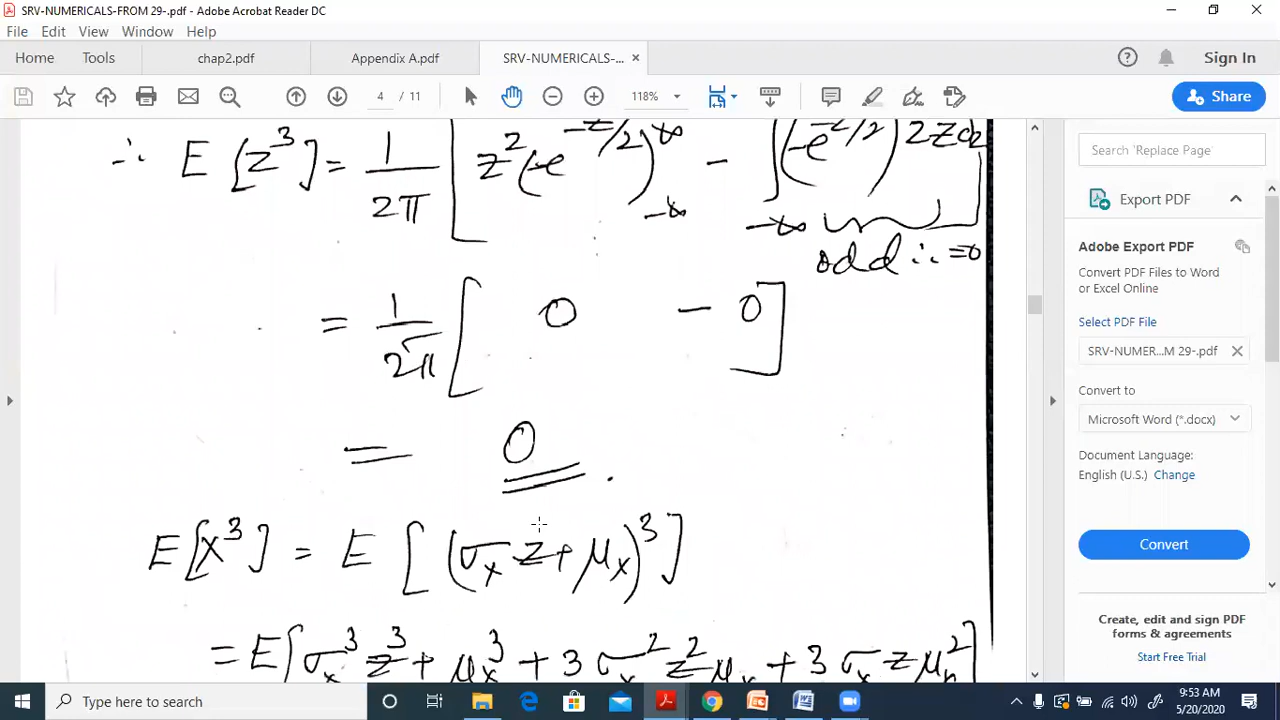 SRV-NUMERICALS-FROM 29-.pdf - Adobe Acrobat Reader DC
File Edit View Window Help
Home Tools chap2.pdf Appendix A.pdf SRV-NUMERICALS-... ×
Sign In
4 / 11 118% Share
∴ E[z³] = 1/2π [ z²(-e^{-z/2})^∞_{-∞} - ∫_{-∞} (-e^{z/2}) 2z dz
odd ∴ =0
= 1/2√π [ 0 - 0 ]
= 0 .
E[X³] = E[(σₓ z + μₓ)³]
= E[σₓ³ z³ + μₓ³ + 3 σₓ² z² μₓ + 3 σₓ z μₓ²]
Search 'Replace Page'
Export PDF
Adobe Export PDF
Convert PDF Files to Word
or Excel Online
Select PDF File
SRV-NUMER...M 29-.pdf ×
Convert to
Microsoft Word (*.docx)
Document Language:
English (U.S.) Change
Convert
Create, edit and sign PDF
forms & agreements
Start Free Trial
Type here to search
9:53 AM
5/20/2020